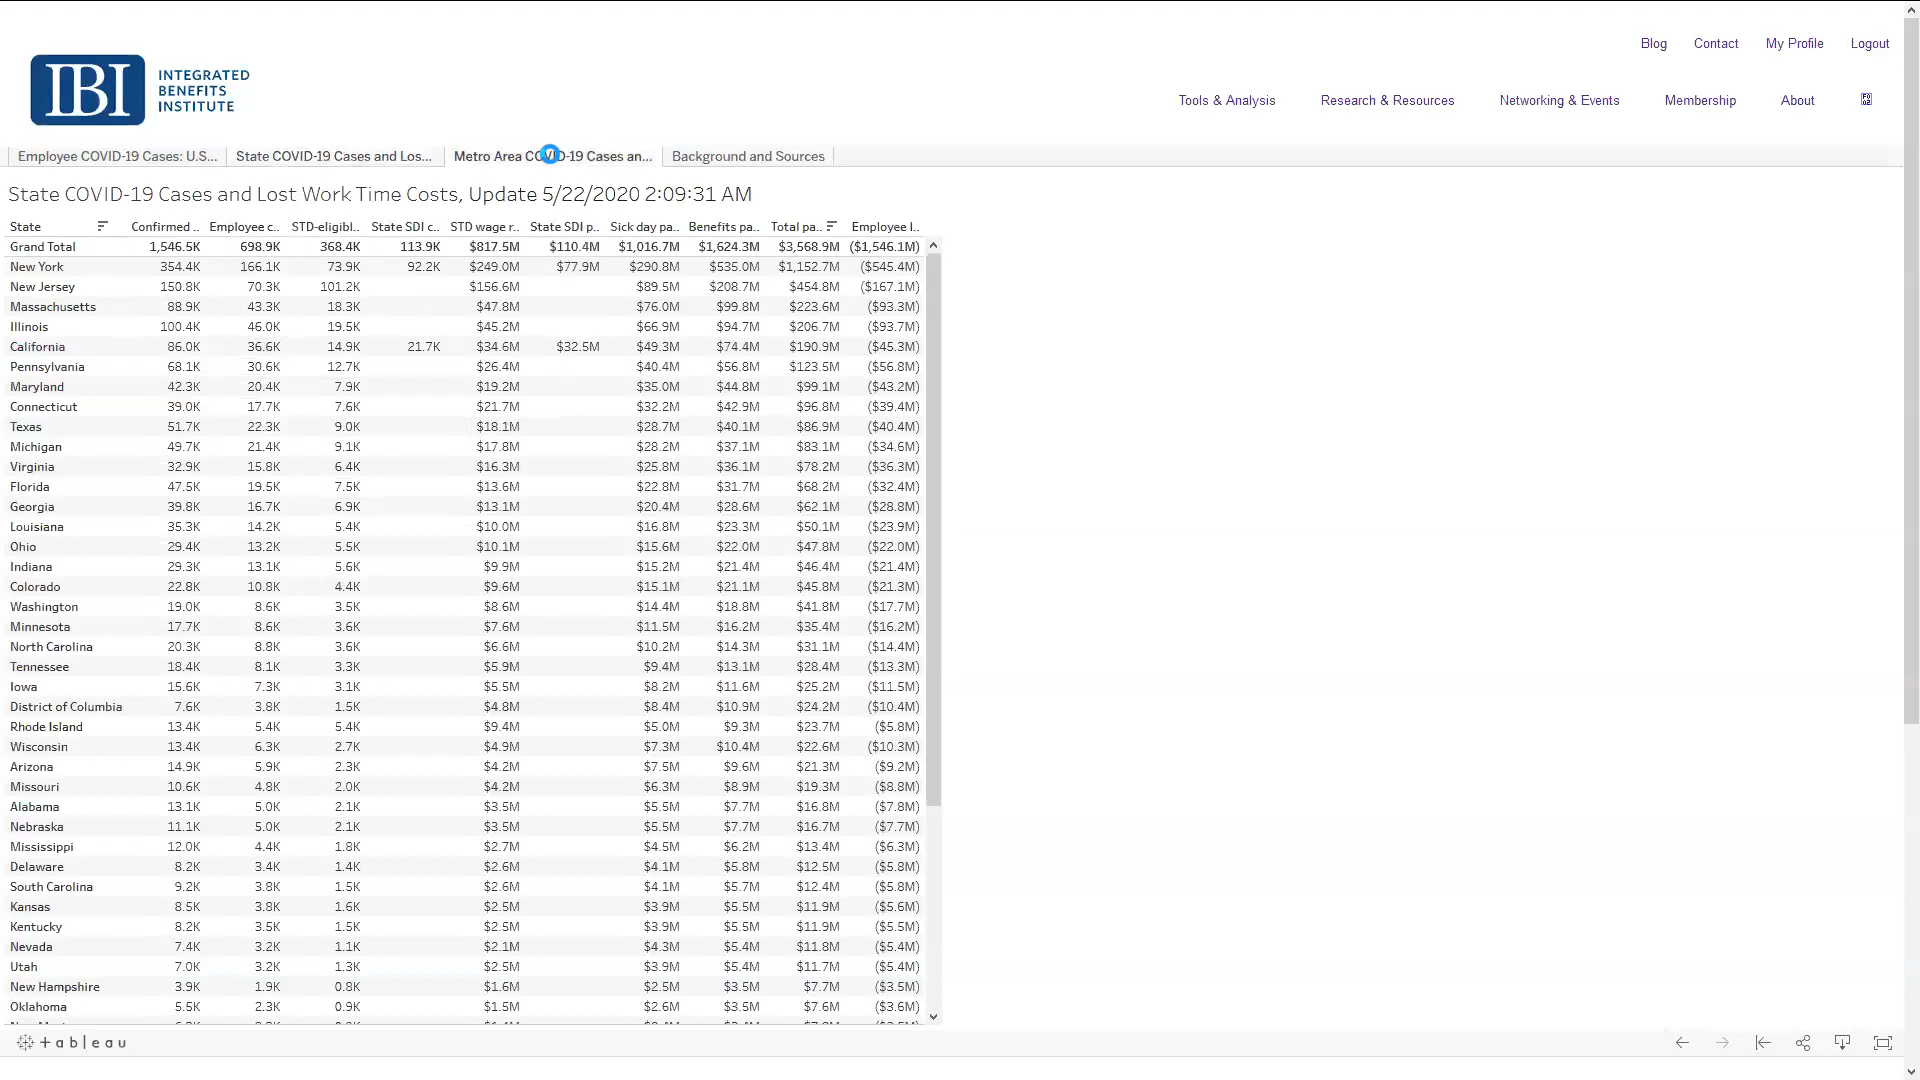 Blog Contact My Profile Logout
IBI INTEGRATED BENEFITS INSTITUTE
Tools & Analysis Research & Resources Networking & Events Membership About
Employee COVID-19 Cases: U.S... State COVID-19 Cases and Los... Metro Area COVID-19 Cases an... Background and Sources
State COVID-19 Cases and Lost Work Time Costs, Update 5/22/2020 2:09:31 AM
State Confirmed .. Employee c.. STD-eligibl.. State SDI c.. STD wage r.. State SDI p.. Sick day pa.. Benefits pa.. Total pa.. Employee l..
Grand Total 1,546.5K 698.9K 368.4K 113.9K $817.5M $110.4M $1,016.7M $1,624.3M $3,568.9M ($1,546.1M)
New York 354.4K 166.1K 73.9K 92.2K $249.0M $77.9M $290.8M $535.0M $1,152.7M ($545.4M)
New Jersey 150.8K 70.3K 101.2K $156.6M $89.5M $208.7M $454.8M ($167.1M)
Massachusetts 88.9K 43.3K 18.3K $47.8M $76.0M $99.8M $223.6M ($93.3M)
Illinois 100.4K 46.0K 19.5K $45.2M $66.9M $94.7M $206.7M ($93.7M)
California 86.0K 36.6K 14.9K 21.7K $34.6M $32.5M $49.3M $74.4M $190.9M ($45.3M)
Pennsylvania 68.1K 30.6K 12.7K $26.4M $40.4M $56.8M $123.5M ($56.8M)
Maryland 42.3K 20.4K 7.9K $19.2M $35.0M $44.8M $99.1M ($43.2M)
Connecticut 39.0K 17.7K 7.6K $21.7M $32.2M $42.9M $96.8M ($39.4M)
Texas 51.7K 22.3K 9.0K $18.1M $28.7M $40.1M $86.9M ($40.4M)
Michigan 49.7K 21.4K 9.1K $17.8M $28.2M $37.1M $83.1M ($34.6M)
Virginia 32.9K 15.8K 6.4K $16.3M $25.8M $36.1M $78.2M ($36.3M)
Florida 47.5K 19.5K 7.5K $13.6M $22.8M $31.7M $68.2M ($32.4M)
Georgia 39.8K 16.7K 6.9K $13.1M $20.4M $28.6M $62.1M ($28.8M)
Louisiana 35.3K 14.2K 5.4K $10.0M $16.8M $23.3M $50.1M ($23.9M)
Ohio 29.4K 13.2K 5.5K $10.1M $15.6M $22.0M $47.8M ($22.0M)
Indiana 29.3K 13.1K 5.6K $9.9M $15.2M $21.4M $46.4M ($21.4M)
Colorado 22.8K 10.8K 4.4K $9.6M $15.1M $21.1M $45.8M ($21.3M)
Washington 19.0K 8.6K 3.5K $8.6M $14.4M $18.8M $41.8M ($17.7M)
Minnesota 17.7K 8.6K 3.6K $7.6M $11.5M $16.2M $35.4M ($16.2M)
North Carolina 20.3K 8.8K 3.6K $6.6M $10.2M $14.3M $31.1M ($14.4M)
Tennessee 18.4K 8.1K 3.3K $5.9M $9.4M $13.1M $28.4M ($13.3M)
Iowa 15.6K 7.3K 3.1K $5.5M $8.2M $11.6M $25.2M ($11.5M)
District of Columbia 7.6K 3.8K 1.5K $4.8M $8.4M $10.9M $24.2M ($10.4M)
Rhode Island 13.4K 5.4K 5.4K $9.4M $5.0M $9.3M $23.7M ($5.8M)
Wisconsin 13.4K 6.3K 2.7K $4.9M $7.3M $10.4M $22.6M ($10.3M)
Arizona 14.9K 5.9K 2.3K $4.2M $7.5M $9.6M $21.3M ($9.2M)
Missouri 10.6K 4.8K 2.0K $4.2M $6.3M $8.9M $19.3M ($8.8M)
Alabama 13.1K 5.0K 2.1K $3.5M $5.5M $7.7M $16.8M ($7.8M)
Nebraska 11.1K 5.0K 2.1K $3.5M $5.5M $7.7M $16.7M ($7.7M)
Mississippi 12.0K 4.4K 1.8K $2.7M $4.5M $6.2M $13.4M ($6.3M)
Delaware 8.2K 3.4K 1.4K $2.6M $4.1M $5.8M $12.5M ($5.8M)
South Carolina 9.2K 3.8K 1.5K $2.6M $4.1M $5.7M $12.4M ($5.8M)
Kansas 8.5K 3.8K 1.6K $2.5M $3.9M $5.5M $11.9M ($5.6M)
Kentucky 8.2K 3.5K 1.5K $2.5M $3.9M $5.5M $11.9M ($5.5M)
Nevada 7.4K 3.2K 1.1K $2.1M $4.3M $5.4M $11.8M ($5.4M)
Utah 7.0K 3.2K 1.3K $2.5M $3.9M $5.4M $11.7M ($5.4M)
New Hampshire 3.9K 1.9K 0.8K $1.6M $2.5M $3.5M $7.7M ($3.5M)
Oklahoma 5.5K 2.3K 0.9K $1.5M $2.6M $3.5M $7.6M ($3.6M)
+ a b | e a u